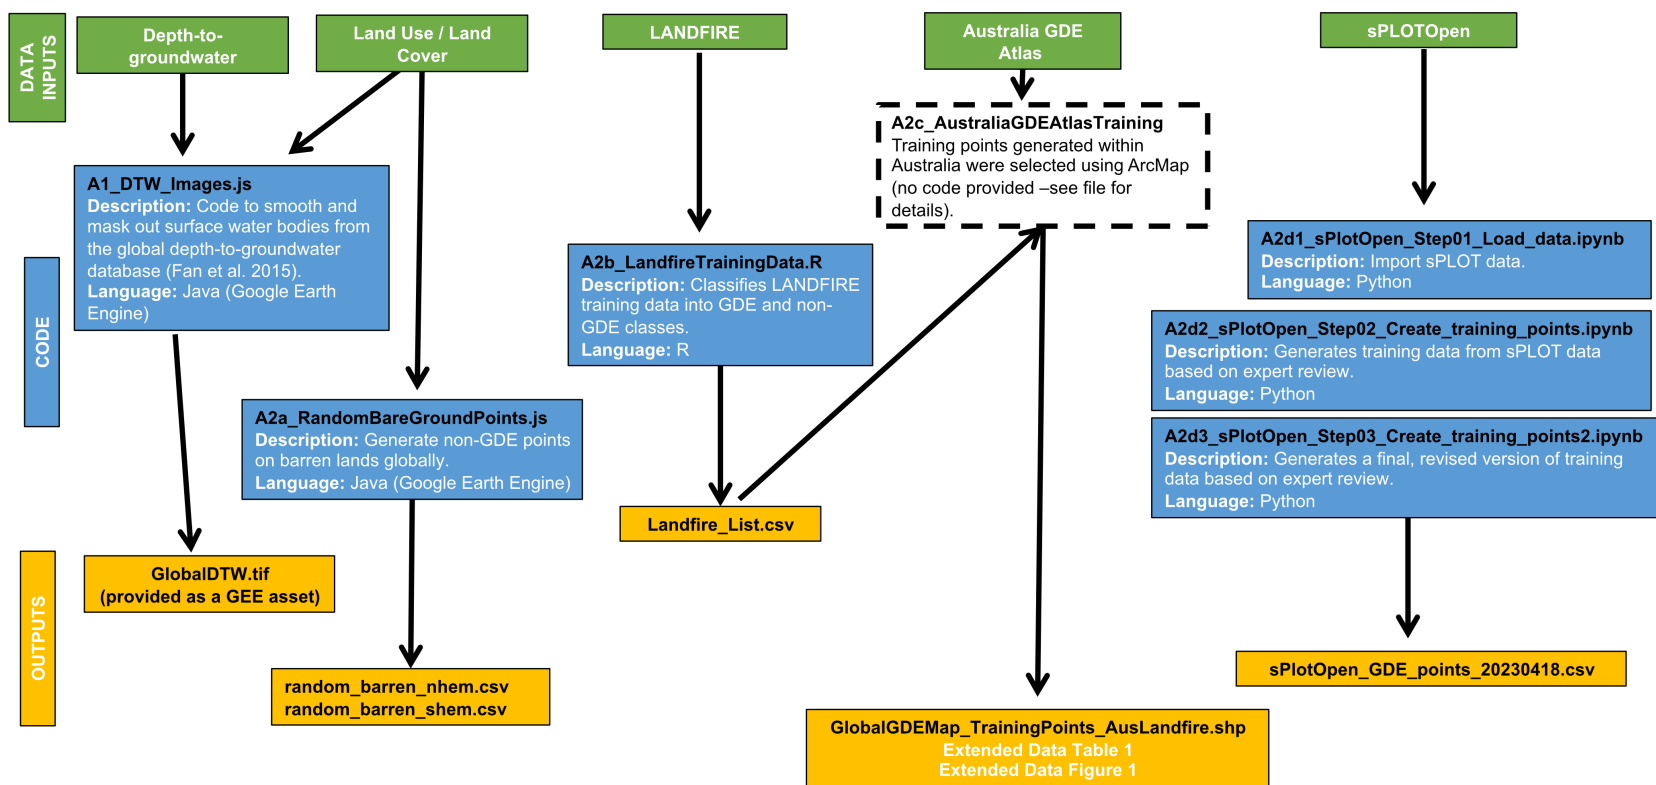 DATA
INPUTS
Depth-to-
groundwater
Land Use / Land
Cover
LANDFIRE
Australia GDE
Atlas
sPLOTOpen
CODE
A1_DTW_Images.js
Description: Code to smooth and
mask out surface water bodies from
the global depth-to-groundwater
database (Fan et al. 2015).
Language: Java (Google Earth
Engine)
A2a_RandomBareGroundPoints.js
Description: Generate non-GDE points
on barren lands globally.
Language: Java (Google Earth Engine)
A2b_LandfireTrainingData.R
Description: Classifies LANDFIRE
training data into GDE and non-
GDE classes.
Language: R
A2c_AustraliaGDEAtlasTraining
Training points generated within
Australia were selected using ArcMap
(no code provided –see file for
details).
A2d1_sPlotOpen_Step01_Load_data.ipynb
Description: Import sPLOT data.
Language: Python
A2d2_sPlotOpen_Step02_Create_training_points.ipynb
Description: Generates training data from sPLOT data
based on expert review.
Language: Python
A2d3_sPlotOpen_Step03_Create_training_points2.ipynb
Description: Generates a final, revised version of training
data based on expert review.
Language: Python
OUTPUTS
GlobalDTW.tif
(provided as a GEE asset)
random_barren_nhem.csv
random_barren_shem.csv
Landfire_List.csv
GlobalGDEMap_TrainingPoints_AusLandfire.shp
Extended Data Table 1
Extended Data Figure 1
sPlotOpen_GDE_points_20230418.csv